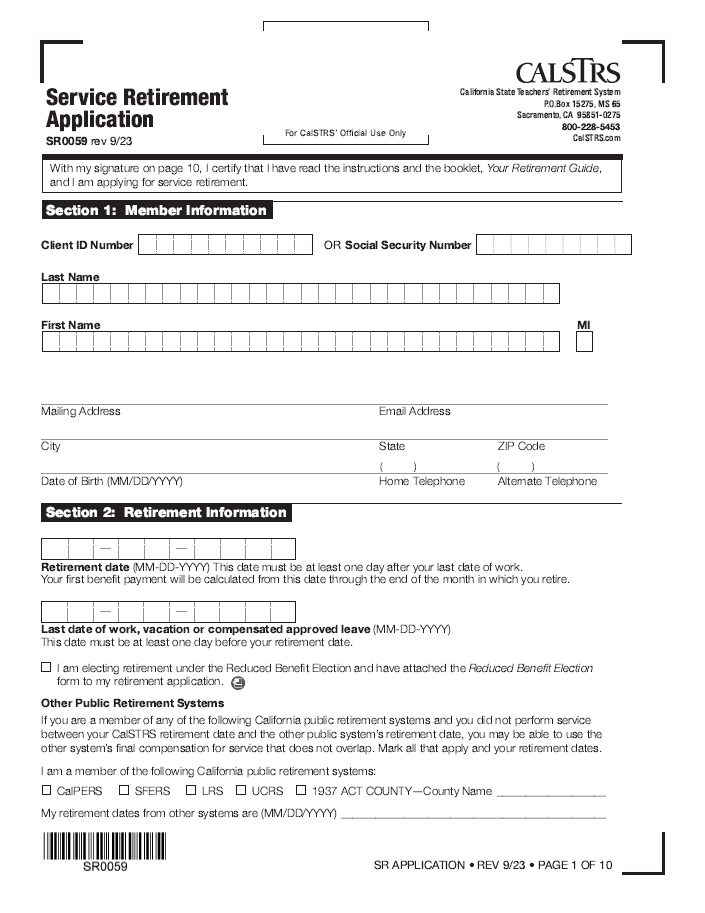 Service Retirement
Application
SR0059 rev 9/23
For CalSTRS' Official Use Only
CALSTRS
California State Teachers' Retirement System
P.O.Box 15275, MS 65
Sacramento, CA 95851-0275
800-228-5453
CalSTRS.com
With my signature on page 10, I certify that I have read the instructions and the booklet, Your Retirement Guide,
and I am applying for service retirement.
Section 1: Member Information
Client ID Number OR Social Security Number
Last Name
First Name MI
Mailing Address Email Address
City State ZIP Code
( ) ( )
Date of Birth (MM/DD/YYYY) Home Telephone Alternate Telephone
Section 2: Retirement Information
— —
Retirement date (MM-DD-YYYY) This date must be at least one day after your last date of work.
Your first benefit payment will be calculated from this date through the end of the month in which you retire.
— —
Last date of work, vacation or compensated approved leave (MM-DD-YYYY)
This date must be at least one day before your retirement date.
I am electing retirement under the Reduced Benefit Election and have attached the Reduced Benefit Election
form to my retirement application.
Other Public Retirement Systems
If you are a member of any of the following California public retirement systems and you did not perform service
between your CalSTRS retirement date and the other public system's retirement date, you may be able to use the
other system's final compensation for service that does not overlap. Mark all that apply and your retirement dates.
I am a member of the following California public retirement systems:
☐ CalPERS ☐ SFERS ☐ LRS ☐ UCRS ☐ 1937 ACT COUNTY—County Name ____________________
My retirement dates from other systems are (MM/DD/YYYY) ____________________
SR0059
SR APPLICATION • REV 9/23 • PAGE 1 OF 10